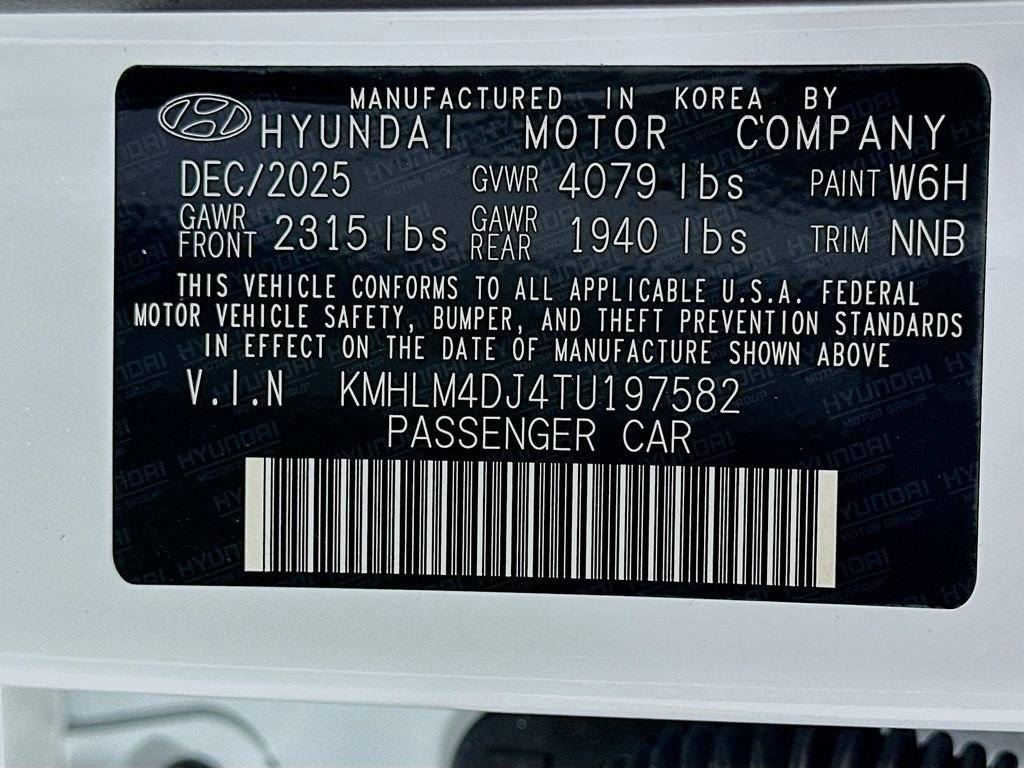 MANUFACTURED IN KOREA BY
HYUNDAI MOTOR COMPANY
DEC/2025 GVWR 4079 lbs PAINT W6H
GAWR FRONT 2315 lbs GAWR REAR 1940 lbs TRIM NNB
THIS VEHICLE CONFORMS TO ALL APPLICABLE U.S.A. FEDERAL
MOTOR VEHICLE SAFETY, BUMPER, AND THEFT PREVENTION STANDARDS
IN EFFECT ON THE DATE OF MANUFACTURE SHOWN ABOVE
V.I.N KMHLM4DJ4TU197582
PASSENGER CAR